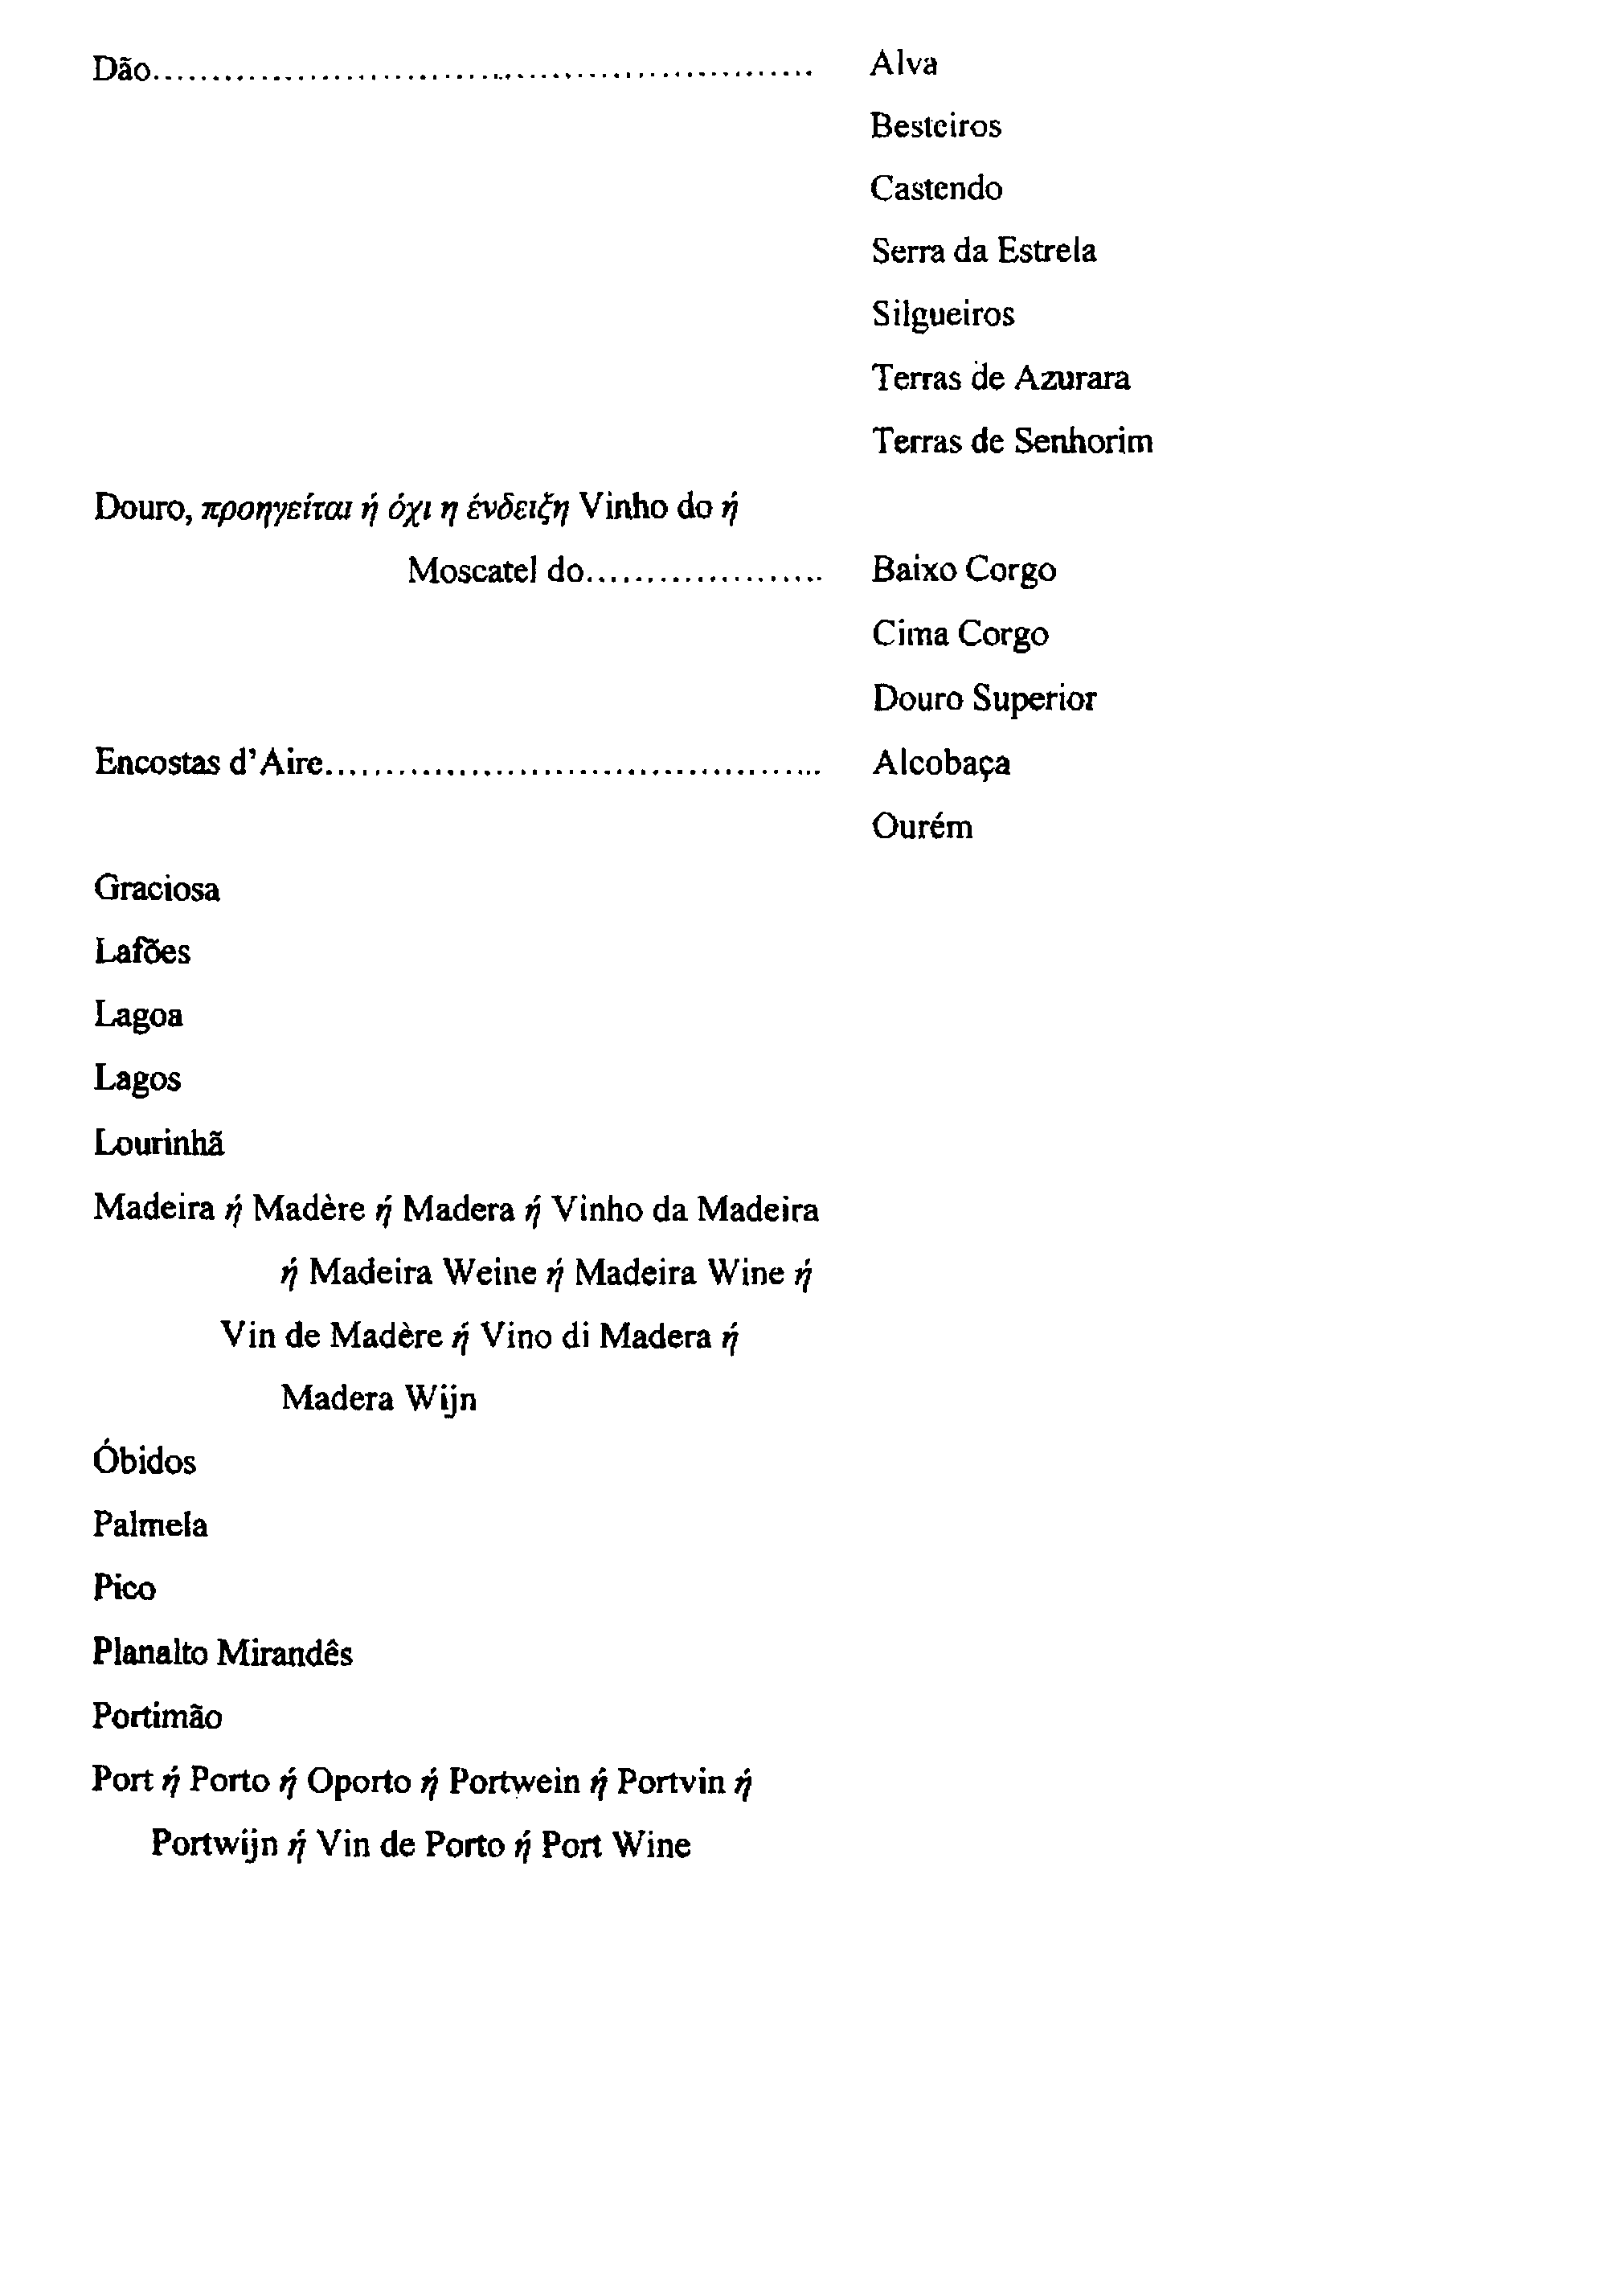 Dão.......................................................... Alva
Besteiros
Castendo
Serra da Estrela
Silgueiros
Terras de Azurara
Terras de Senhorim
Douro, προηγείται ή όχι η ένδειξη Vinho do ή
Moscatel do..................... Baixo Corgo
Cima Corgo
Douro Superior
Encostas d’Aire............................................ Alcobaça
Ourém
Graciosa
Lafões
Lagoa
Lagos
Lourinhã
Madeira ή Madère ή Madera ή Vinho da Madeira
ή Madeira Weine ή Madeira Wine ή
Vin de Madère ή Vino di Madera ή
Madera Wijn
Óbidos
Palmela
Pico
Planalto Mirandês
Portimão
Port ή Porto ή Oporto ή Portwein ή Portvin ή
Portwijn ή Vin de Porto ή Port Wine